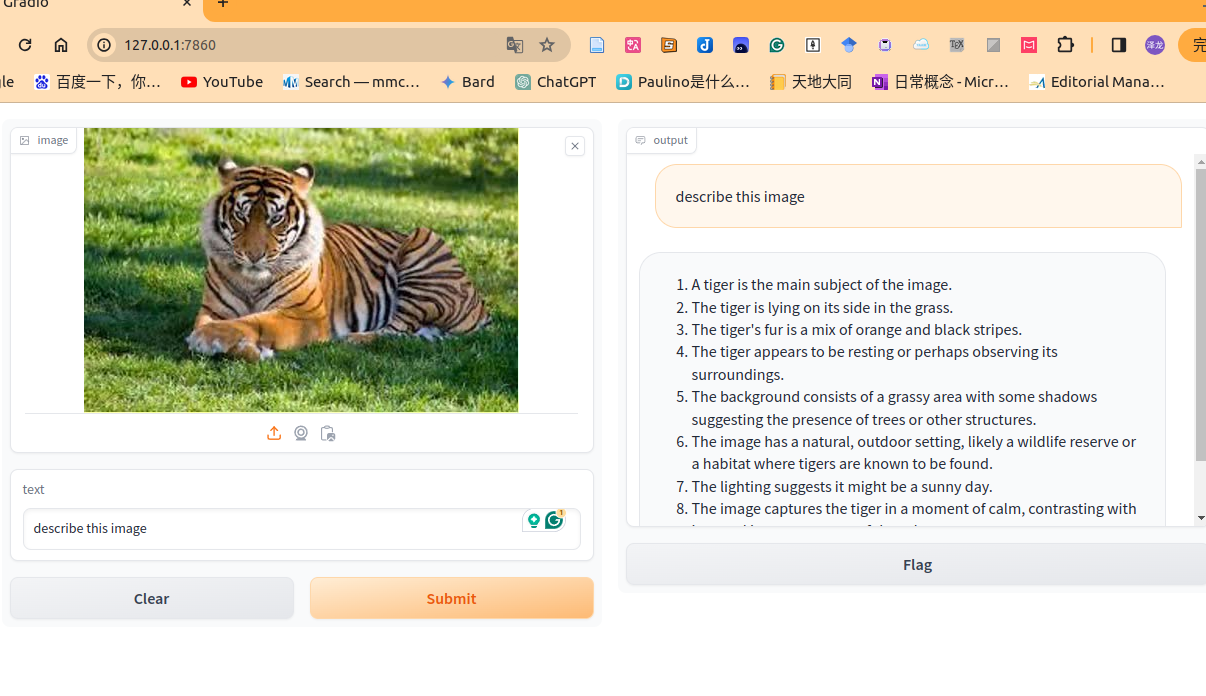 Gradio
127.0.0.1:7860
le 百度一下，你… YouTube Search — mmc… Bard ChatGPT Paulino是什么… 天地大同 日常概念 - Micr… Editorial Mana…
image
output
describe this image
1. A tiger is the main subject of the image.
2. The tiger is lying on its side in the grass.
3. The tiger's fur is a mix of orange and black stripes.
4. The tiger appears to be resting or perhaps observing its
surroundings.
5. The background consists of a grassy area with some shadows
suggesting the presence of trees or other structures.
6. The image has a natural, outdoor setting, likely a wildlife reserve or
a habitat where tigers are known to be found.
7. The lighting suggests it might be a sunny day.
8. The image captures the tiger in a moment of calm, contrasting with
text
describe this image
Clear
Submit
Flag